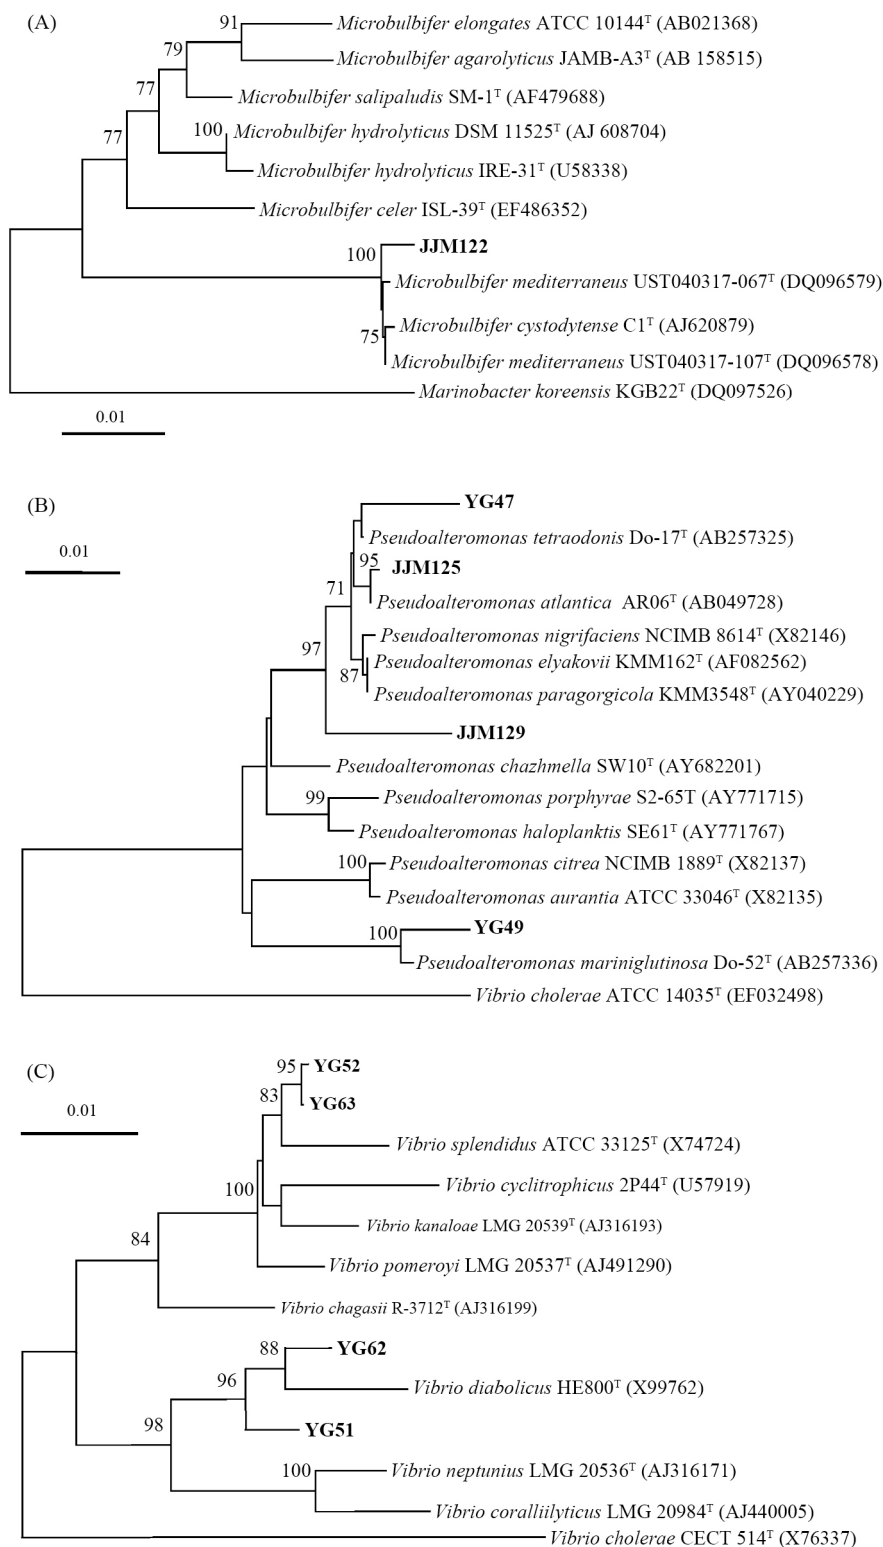 (A)
91
Microbulbifer elongates ATCC 10144ᵀ (AB021368)
Microbulbifer agarolyticus JAMB-A3ᵀ (AB 158515)
79
Microbulbifer salipaludis SM-1ᵀ (AF479688)
77
100
Microbulbifer hydrolyticus DSM 11525ᵀ (AJ 608704)
77
Microbulbifer hydrolyticus IRE-31ᵀ (U58338)
Microbulbifer celer ISL-39ᵀ (EF486352)
100
JJM122
Microbulbifer mediterraneus UST040317-067ᵀ (DQ096579)
Microbulbifer cystodytense C1ᵀ (AJ620879)
75
Microbulbifer mediterraneus UST040317-107ᵀ (DQ096578)
Marinobacter koreensis KGB22ᵀ (DQ097526)
0.01
(B)
YG47
0.01
Pseudoalteromonas tetraodonis Do-17ᵀ (AB257325)
95
JJM125
71
Pseudoalteromonas atlantica AR06ᵀ (AB049728)
Pseudoalteromonas nigrifaciens NCIMB 8614ᵀ (X82146)
97
Pseudoalteromonas elyakovii KMM162ᵀ (AF082562)
87
Pseudoalteromonas paragorgicola KMM3548ᵀ (AY040229)
JJM129
Pseudoalteromonas chazhmella SW10ᵀ (AY682201)
99
Pseudoalteromonas porphyrae S2-65T (AY771715)
Pseudoalteromonas haloplanktis SE61ᵀ (AY771767)
100
Pseudoalteromonas citrea NCIMB 1889ᵀ (X82137)
Pseudoalteromonas aurantia ATCC 33046ᵀ (X82135)
100
YG49
Pseudoalteromonas mariniglutinosa Do-52ᵀ (AB257336)
Vibrio cholerae ATCC 14035ᵀ (EF032498)
(C)
95
YG52
83
YG63
0.01
Vibrio splendidus ATCC 33125ᵀ (X74724)
100
Vibrio cyclitrophicus 2P44ᵀ (U57919)
Vibrio kanaloae LMG 20539ᵀ (AJ316193)
84
Vibrio pomeroyi LMG 20537ᵀ (AJ491290)
Vibrio chagasii R-3712ᵀ (AJ316199)
88
YG62
96
Vibrio diabolicus HE800ᵀ (X99762)
98
YG51
100
Vibrio neptunius LMG 20536ᵀ (AJ316171)
Vibrio coralliilyticus LMG 20984ᵀ (AJ440005)
Vibrio cholerae CECT 514ᵀ (X76337)